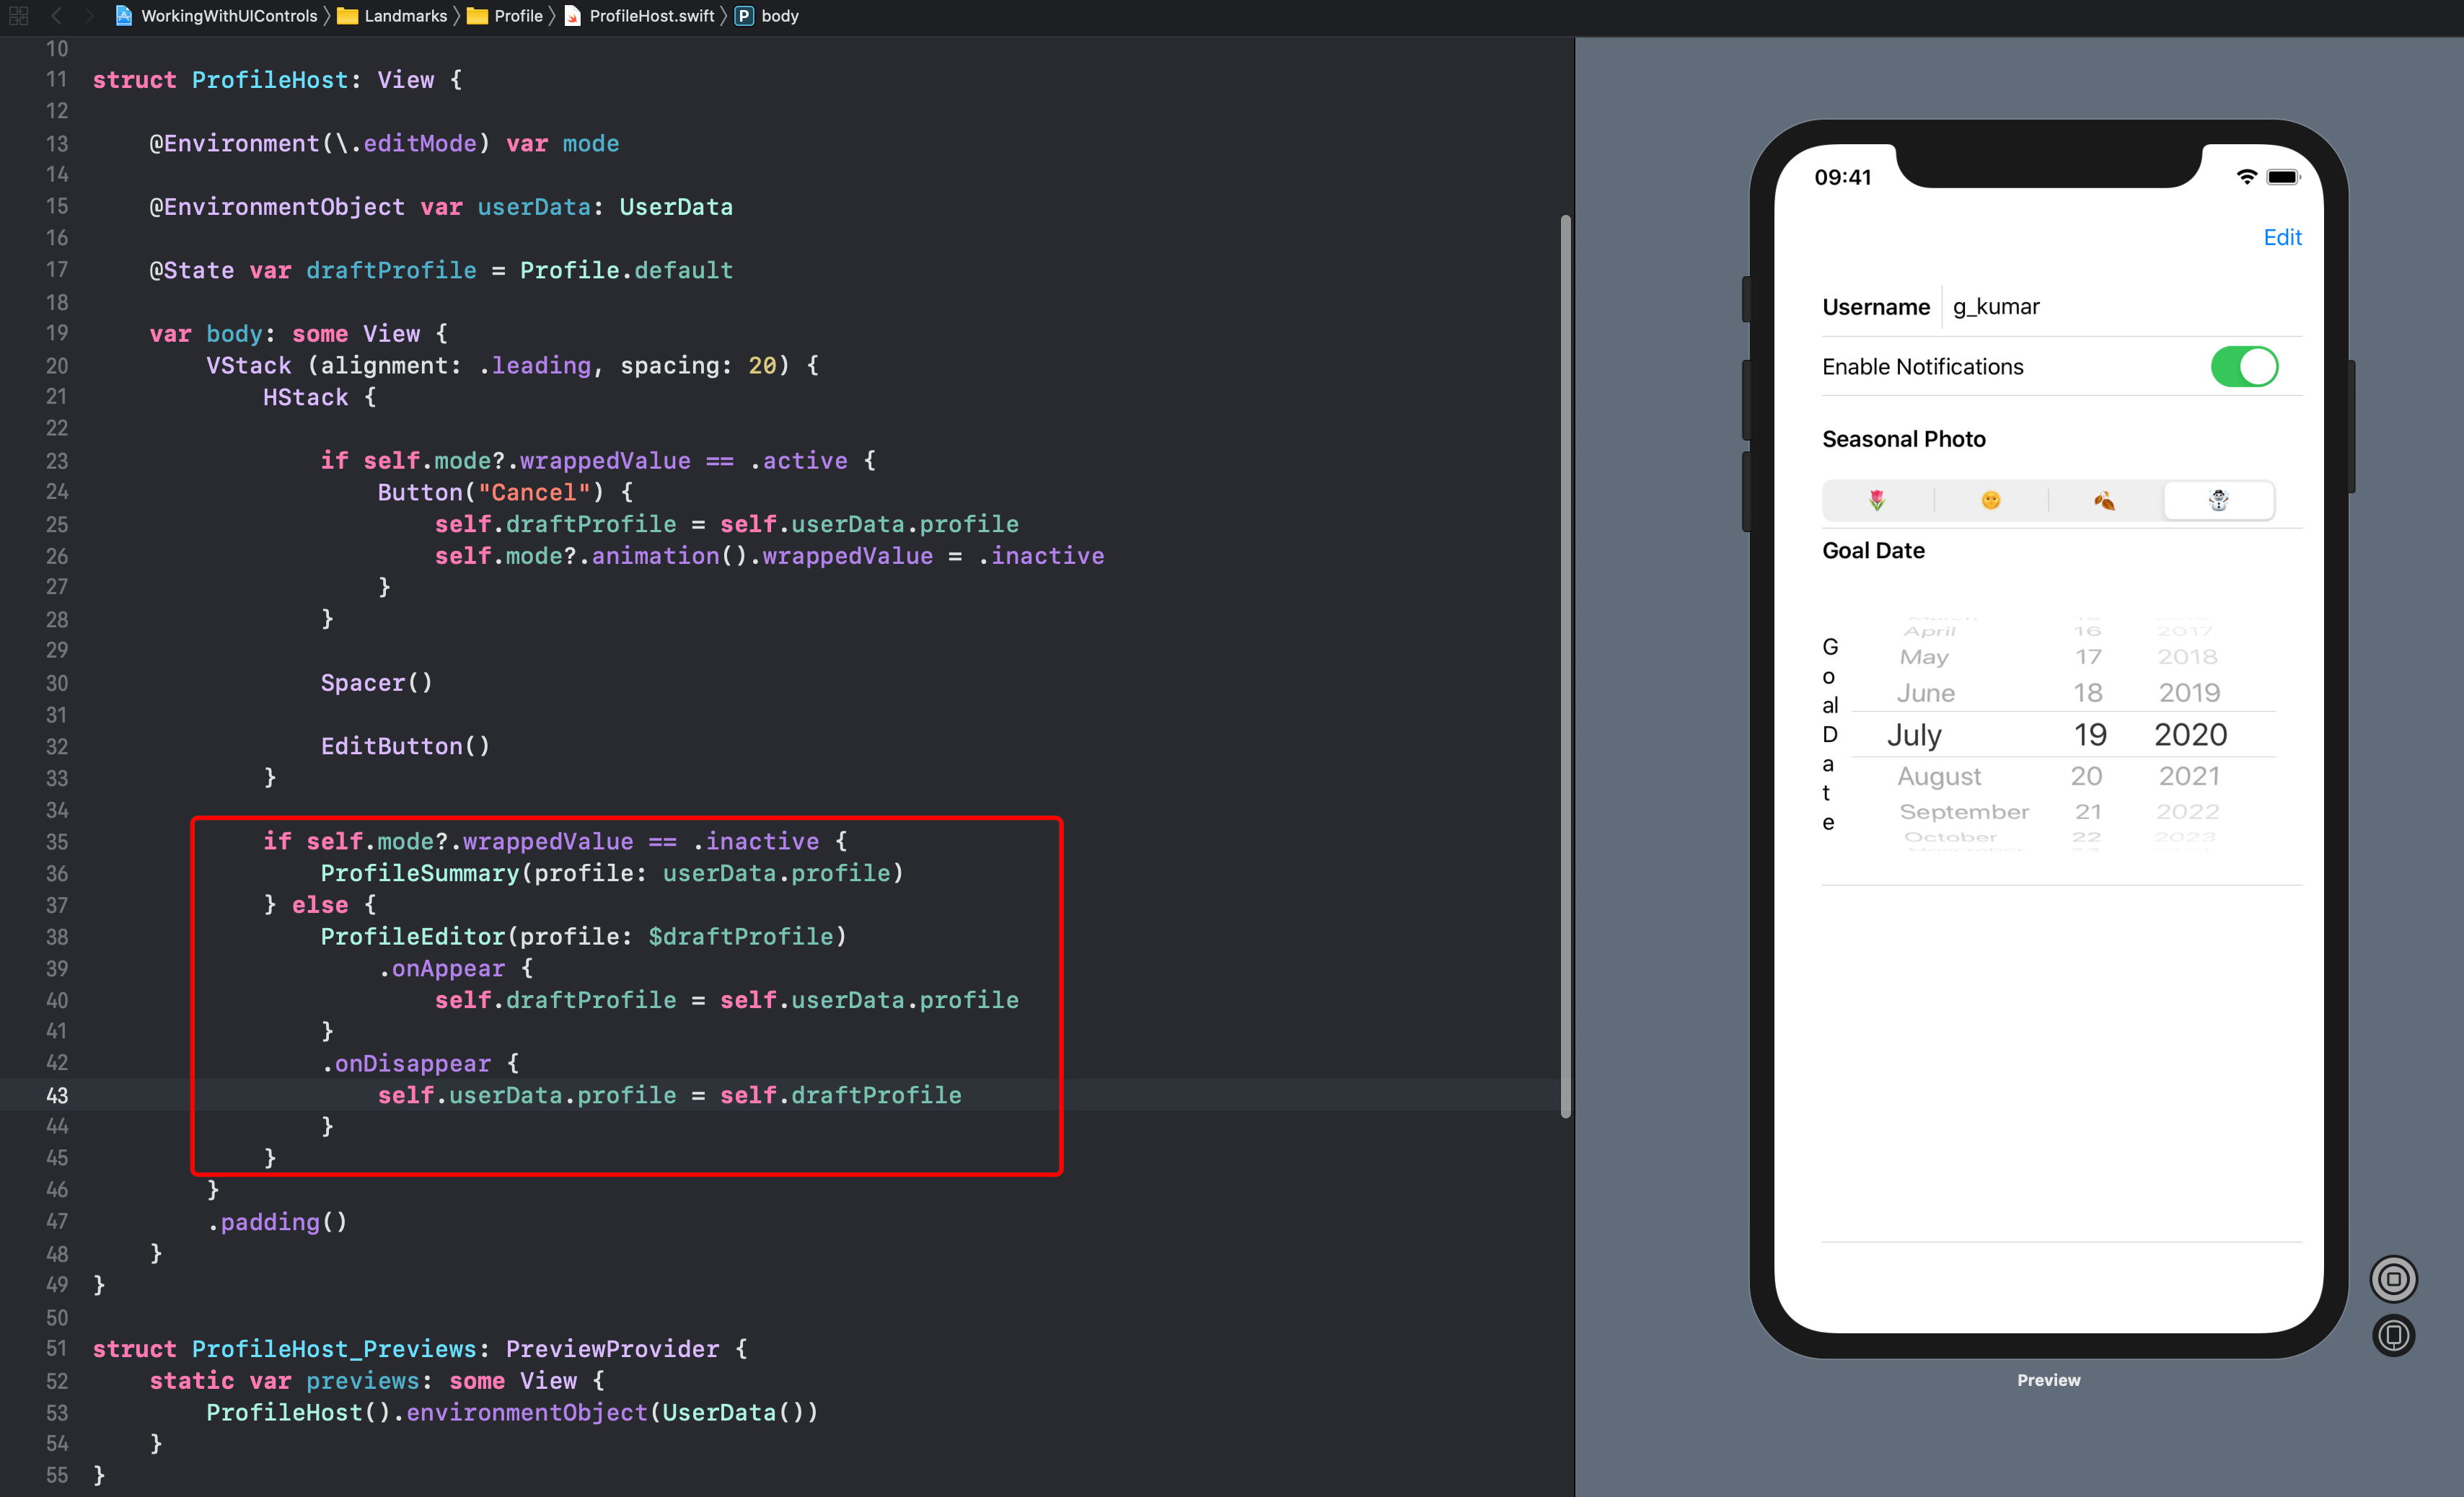 WorkingWithUIControls 〉 Landmarks 〉 Profile 〉 ProfileHost.swift 〉 P body
10
11 struct ProfileHost: View {
12
13     @Environment(\.editMode) var mode
14
15     @EnvironmentObject var userData: UserData
16
17     @State var draftProfile = Profile.default
18
19     var body: some View {
20         VStack (alignment: .leading, spacing: 20) {
21             HStack {
22
23                 if self.mode?.wrappedValue == .active {
24                     Button("Cancel") {
25                         self.draftProfile = self.userData.profile
26                         self.mode?.animation().wrappedValue = .inactive
27                     }
28                 }
29
30                 Spacer()
31
32                 EditButton()
33             }
34
35             if self.mode?.wrappedValue == .inactive {
36                 ProfileSummary(profile: userData.profile)
37             } else {
38                 ProfileEditor(profile: $draftProfile)
39                     .onAppear {
40                         self.draftProfile = self.userData.profile
41                 }
42                 .onDisappear {
43                     self.userData.profile = self.draftProfile
44                 }
45             }
46         }
47         .padding()
48     }
49 }
50
51 struct ProfileHost_Previews: PreviewProvider {
52     static var previews: some View {
53         ProfileHost().environmentObject(UserData())
54     }
55 }
09:41
Edit
Username g_kumar
Enable Notifications
Seasonal Photo
🌷 🌞 🍂 ☃️
Goal Date
G
o
al
D
a
t
e
April 16 2017
May 17 2018
June 18 2019
July 19 2020
August 20 2021
September 21 2022
October 22 2023
Preview